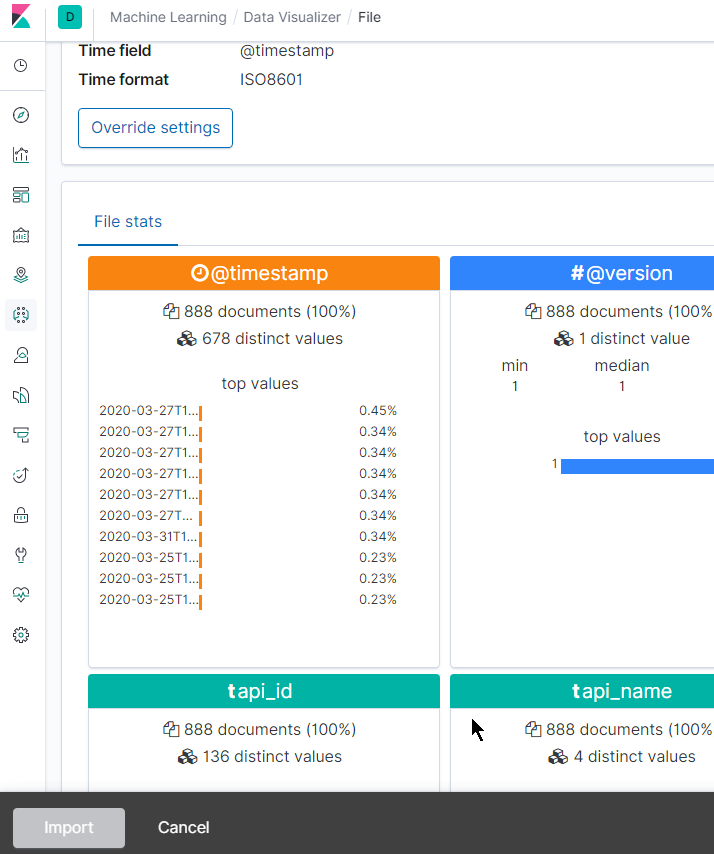 D Machine Learning / Data Visualizer / File
Time field @timestamp
Time format ISO8601
Override settings
File stats
@timestamp
888 documents (100%)
678 distinct values
top values
2020-03-27T1... 0.45%
2020-03-27T1... 0.34%
2020-03-27T1... 0.34%
2020-03-27T1... 0.34%
2020-03-27T1... 0.34%
2020-03-27T... 0.34%
2020-03-31T1... 0.34%
2020-03-25T1... 0.23%
2020-03-25T1... 0.23%
2020-03-25T1... 0.23%
#@version
888 documents (100%
1 distinct value
min median
1 1
top values
1
t api_id
888 documents (100%)
136 distinct values
t api_name
888 documents (100%
4 distinct values
Import Cancel